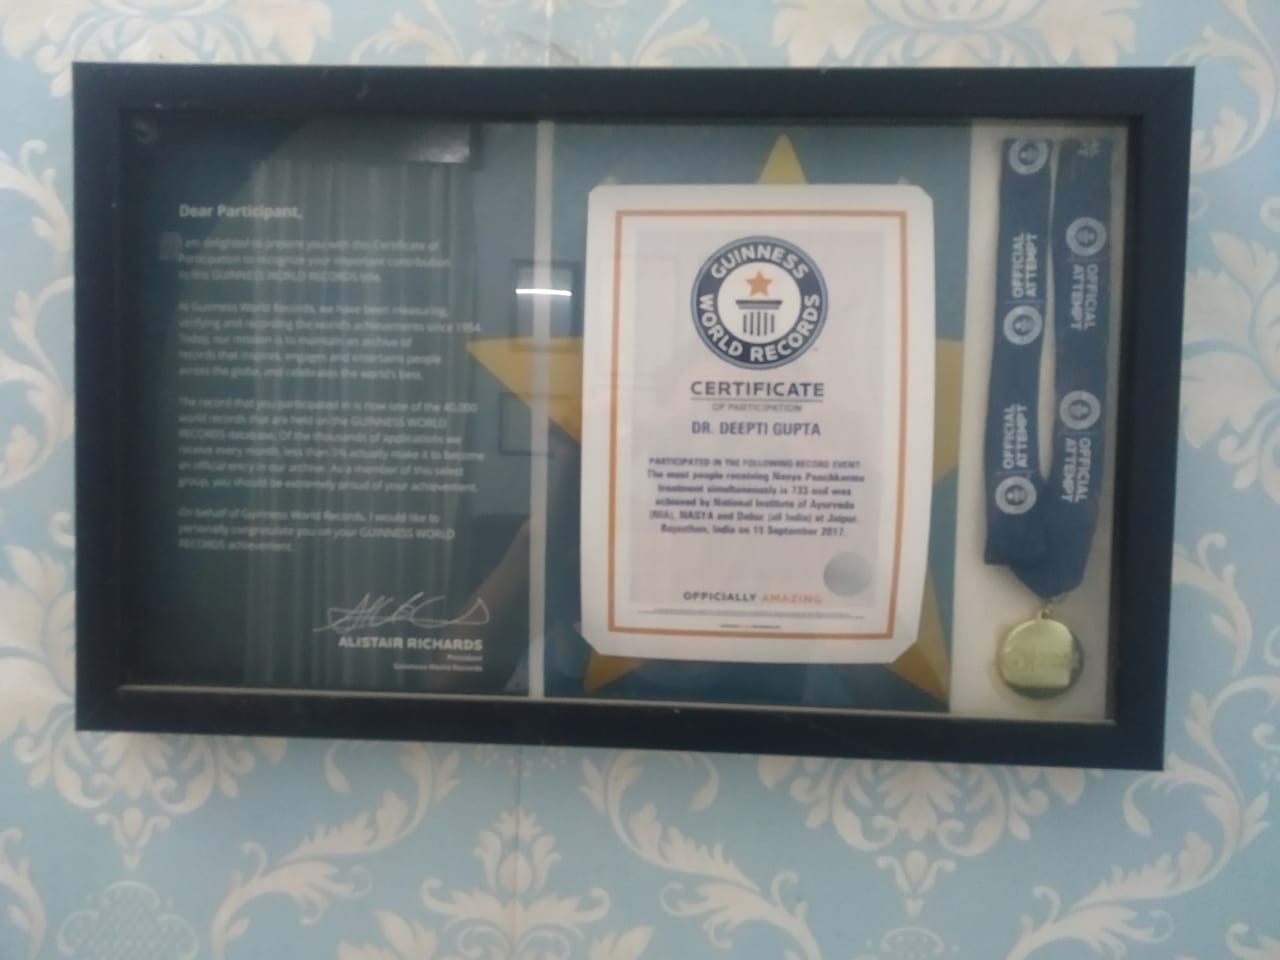 Dear Participant,
I am delighted to present you with this Certificate of
Participation to recognize your important contribution
to this GUINNESS WORLD RECORDS title.
At Guinness World Records, we have been measuring,
verifying and recording the world's achievements since 1954.
Today, our mission is to maintain an archive of
records that inspires, engages and entertains people
across the globe, and celebrates the world's best.
The record that you participated in is now one of the 40,000
world records that are held on the GUINNESS WORLD
RECORDS database. Of the thousands of applications we
receive every month, less than 5% actually make it to become
an official entry in our archive. As a member of this select
group, you should be extremely proud of your achievement.
On behalf of Guinness World Records, I would like to
personally congratulate you on your GUINNESS WORLD
RECORDS achievement.
ALISTAIR RICHARDS
President
Guinness World Records
GUINNESS
WORLD RECORDS
CERTIFICATE
OF PARTICIPATION
DR. DEEPTI GUPTA
PARTICIPATED IN THE FOLLOWING RECORD EVENT:
The most people receiving Nasya Panchkarma
treatment simultaneously is 733 and was
achieved by National Institute of Ayurveda
(NIA), NASYA and Dabur (all India) at Jaipur,
Rajasthan, India on 15 September 2017.
OFFICIALLY AMAZING
OFFICIAL
ATTEMPT
OFFICIAL
ATTEMPT
OFFICIAL
ATTEMPT
OFFICIAL
ATTEMPT